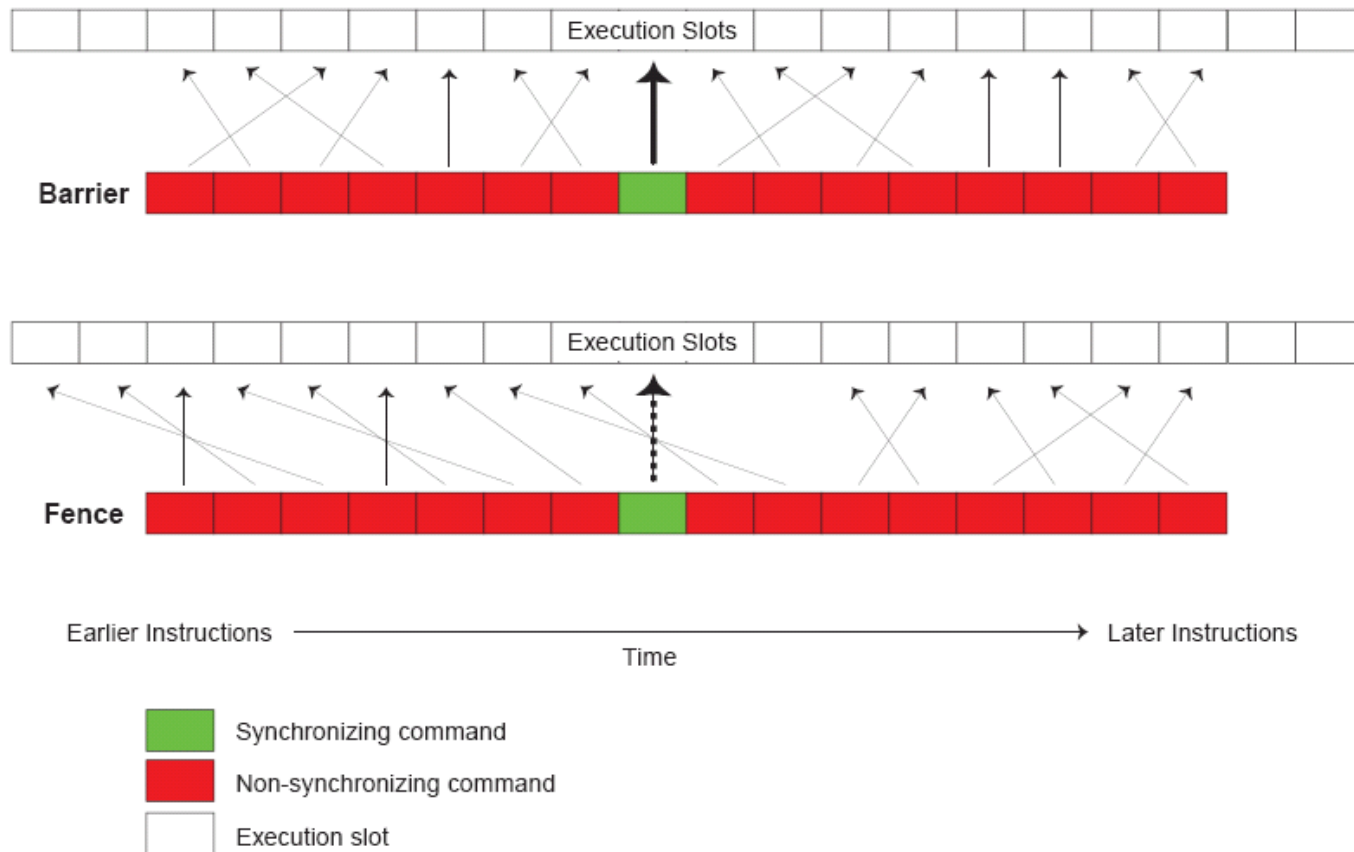 Execution Slots
Barrier
Execution Slots
Fence
Earlier Instructions
Later Instructions
Time
Synchronizing command
Non-synchronizing command
Execution slot